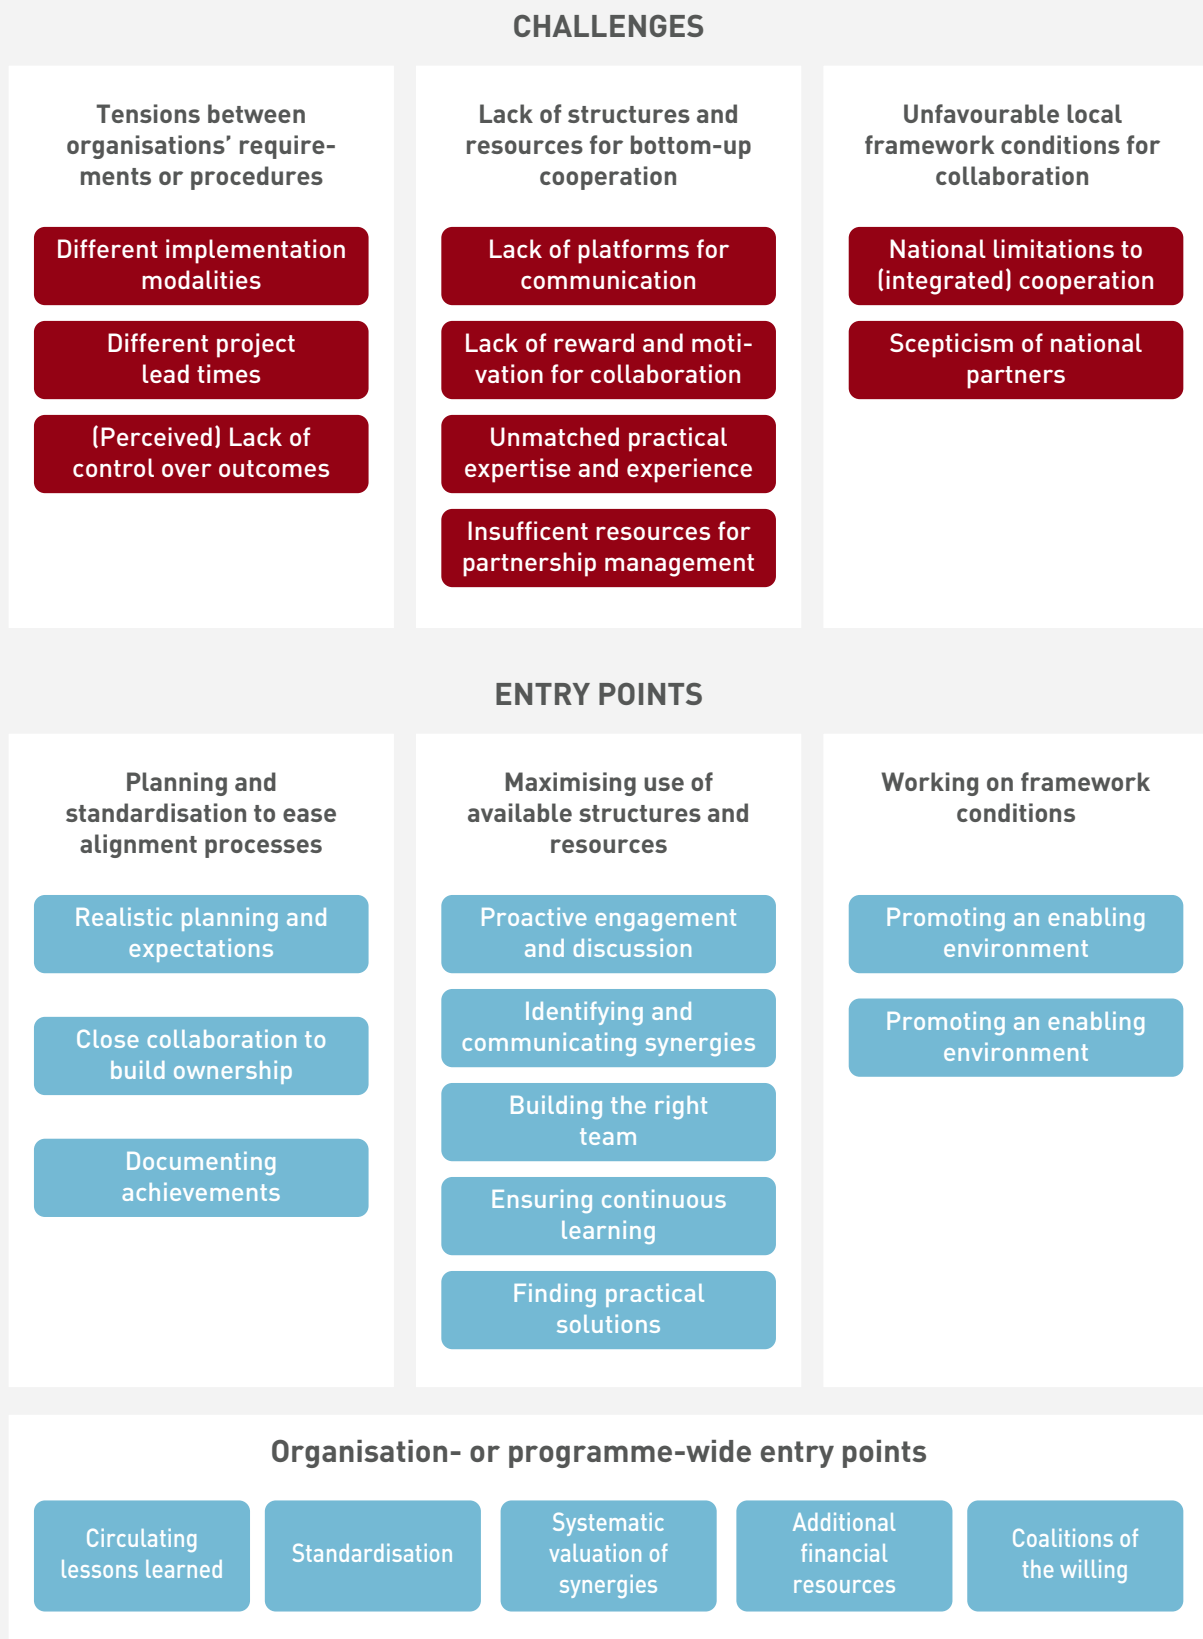 CHALLENGES
Tensions between
organisations’ require-
ments or procedures
Different implementation
modalities
Different project
lead times
(Perceived) Lack of
control over outcomes
Lack of structures and
resources for bottom-up
cooperation
Lack of platforms for
communication
Lack of reward and moti-
vation for collaboration
Unmatched practical
expertise and experience
Insufficent resources for
partnership management
Unfavourable local
framework conditions for
collaboration
National limitations to
(integrated) cooperation
Scepticism of national
partners
ENTRY POINTS
Planning and
standardisation to ease
alignment processes
Realistic planning and
expectations
Close collaboration to
build ownership
Documenting
achievements
Maximising use of
available structures and
resources
Proactive engagement
and discussion
Identifying and
communicating synergies
Building the right
team
Ensuring continuous
learning
Finding practical
solutions
Working on framework
conditions
Promoting an enabling
environment
Promoting an enabling
environment
Organisation- or programme-wide entry points
Circulating
lessons learned
Standardisation
Systematic
valuation of
synergies
Additional
financial
resources
Coalitions of
the willing